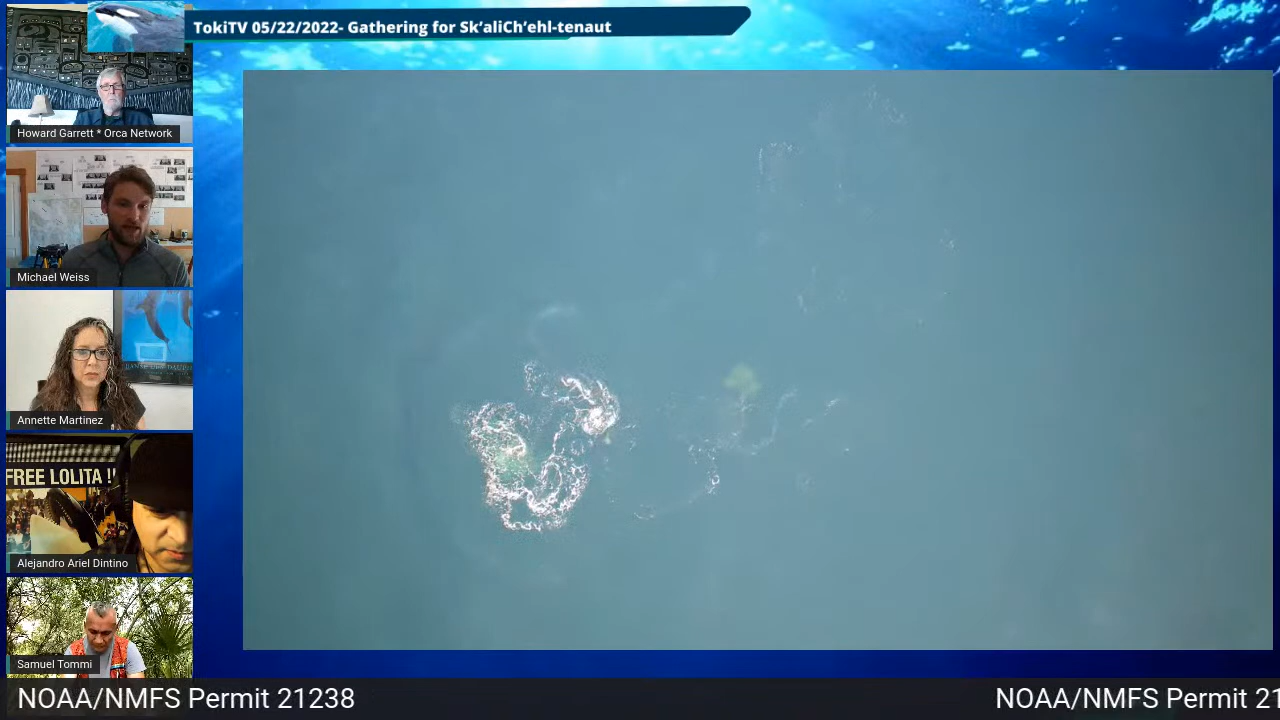 TokiTV 05/22/2022- Gathering for Sk'aliCh'ehl-tenaut
Howard Garrett * Orca Network
Michael Weiss
Annette Martinez
FREE LOLITA !!
Alejandro Ariel Dintino
Samuel Tommi
NOAA/NMFS Permit 21238
NOAA/NMFS Permit 21